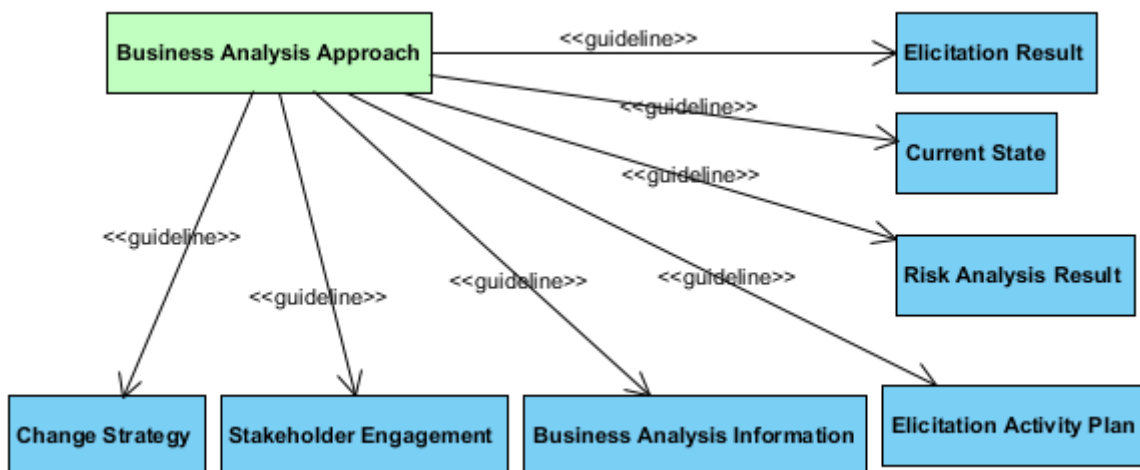 Business Analysis Approach
<<guideline>>
Elicitation Result
<<guideline>>
Current State
<<guideline>>
Risk Analysis Result
<<guideline>>
<<guideline>>
<<guideline>>
<<guideline>>
Change Strategy
Stakeholder Engagement
Business Analysis Information
Elicitation Activity Plan